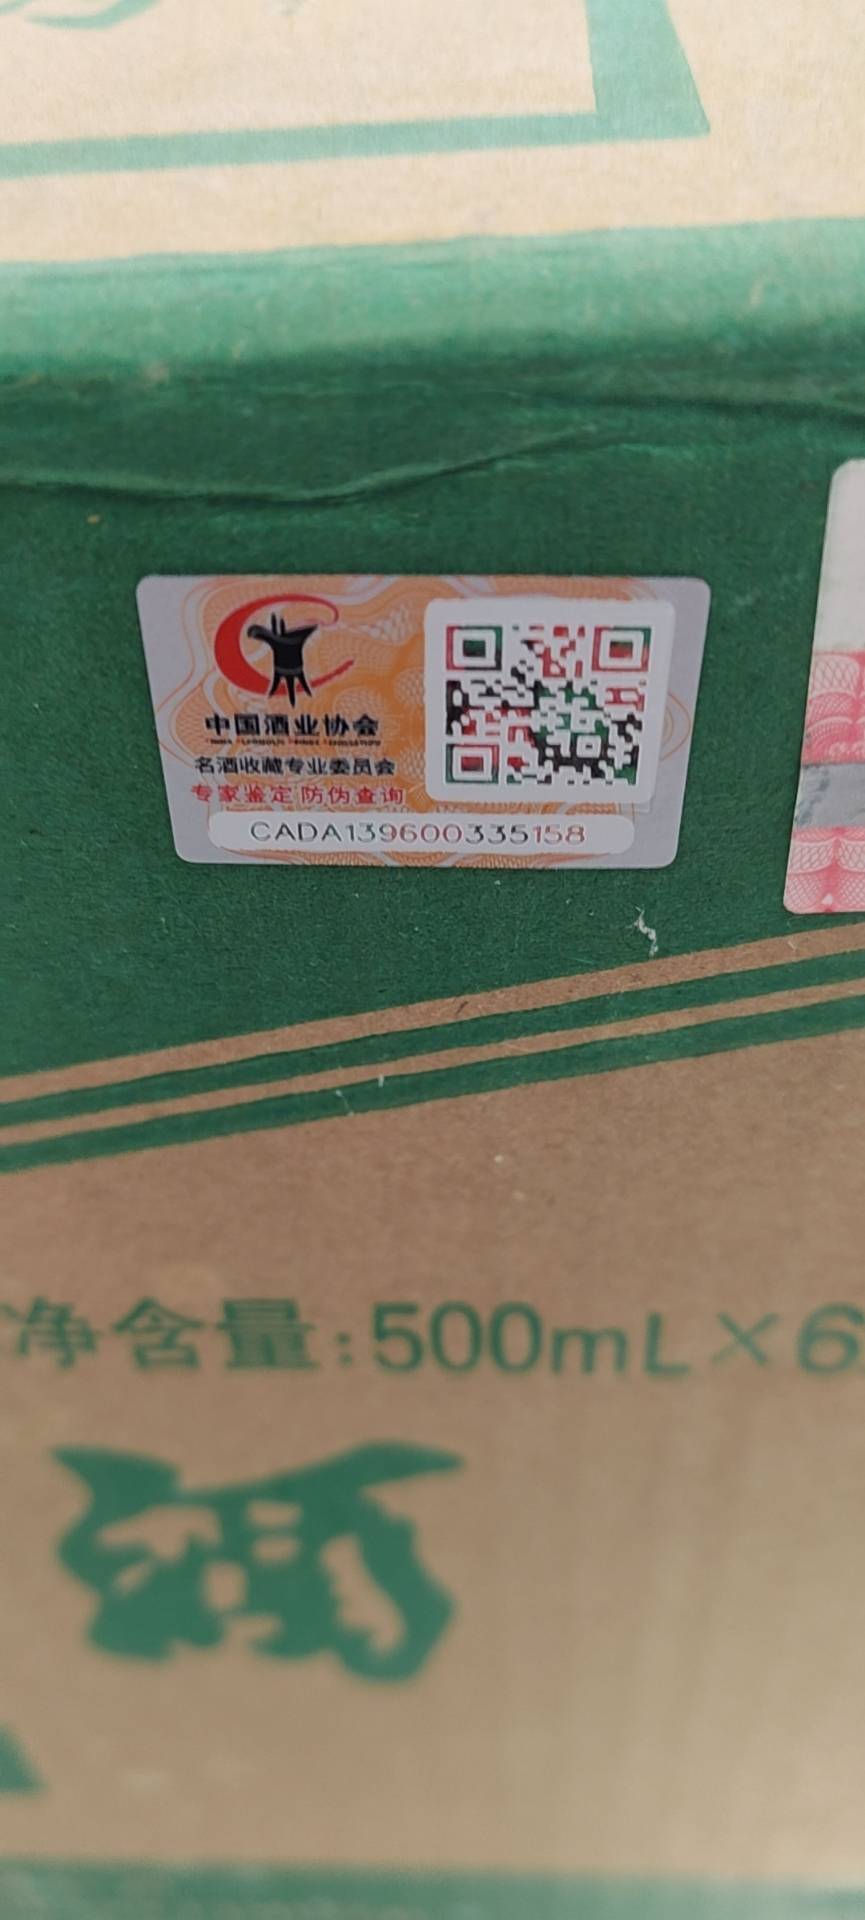 中国酒业协会
名酒收藏专业委员会
专家鉴定 防伪查询
CADA139600335158
净含量:500mL×6